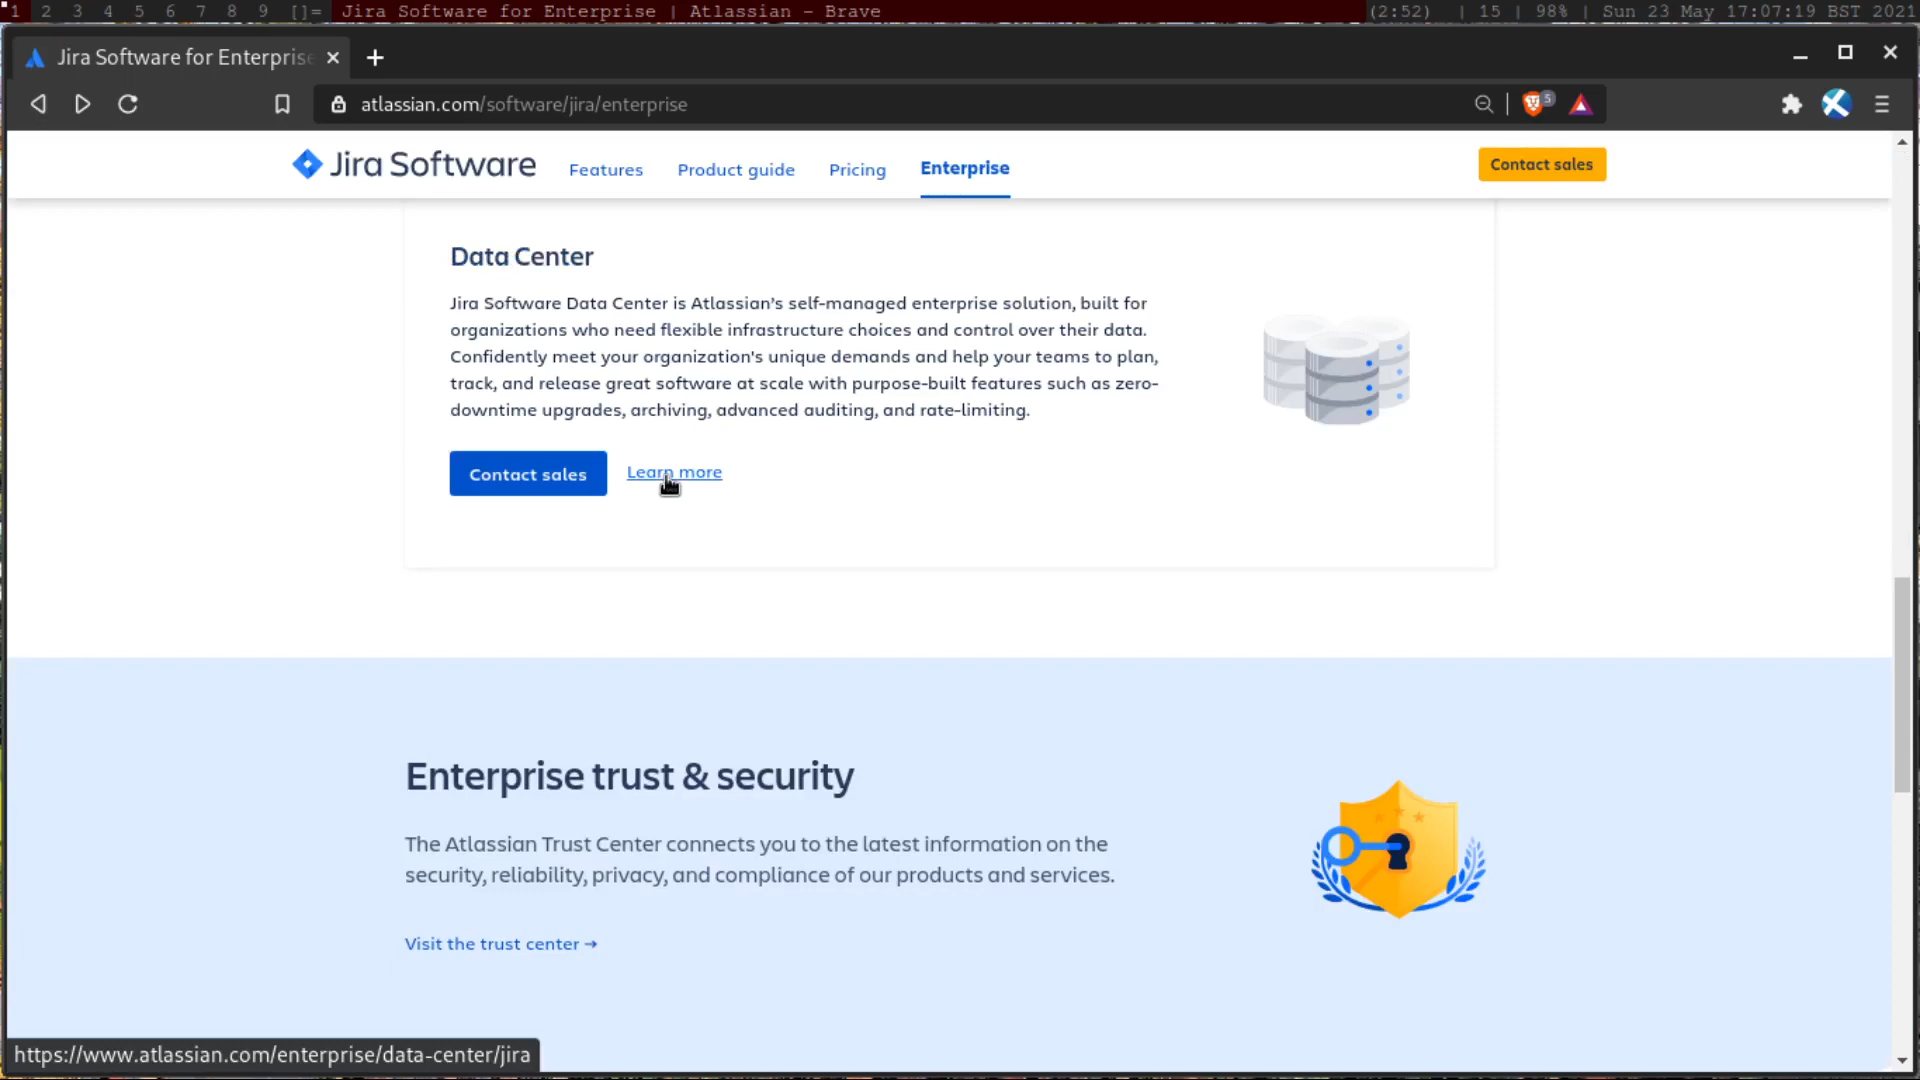 1 2 3 4 5 6 7 8 9 []= Jira Software for Enterprise | Atlassian - Brave (2:52) | 15 | 98% | Sun 23 May 17:07:19 BST 2021
Jira Software for Enterprise
atlassian.com/software/jira/enterprise
5
Jira Software Features Product guide Pricing Enterprise Contact sales
Data Center
Jira Software Data Center is Atlassian's self-managed enterprise solution, built for
organizations who need flexible infrastructure choices and control over their data.
Confidently meet your organization's unique demands and help your teams to plan,
track, and release great software at scale with purpose-built features such as zero-
downtime upgrades, archiving, advanced auditing, and rate-limiting.
Contact sales Learn more
Enterprise trust & security
The Atlassian Trust Center connects you to the latest information on the
security, reliability, privacy, and compliance of our products and services.
Visit the trust center →
https://www.atlassian.com/enterprise/data-center/jira